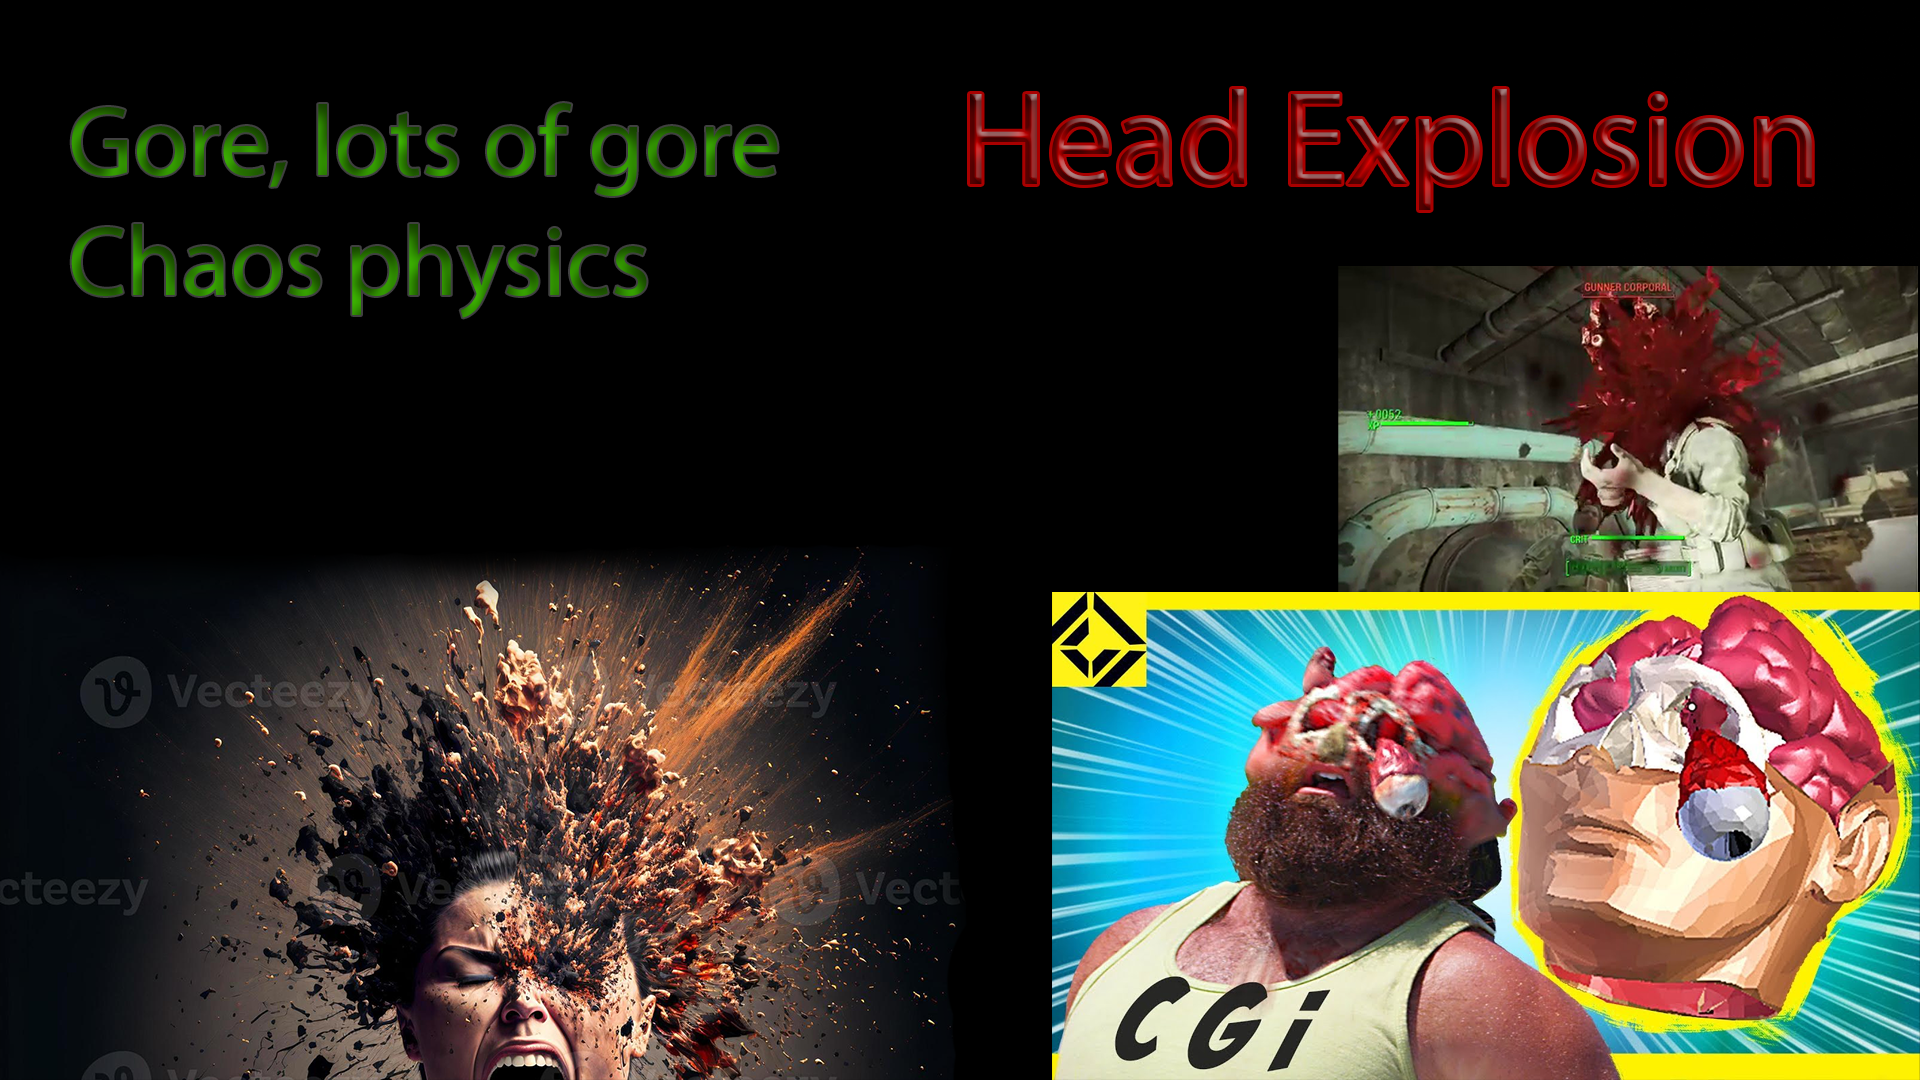 Gore, lots of gore
Chaos physics
Head Explosion
GUNNER CORPORAL
+0052
XP
CRIT
Vecteezy
Vecteezy
cteezy
Ve
Vect
CGi